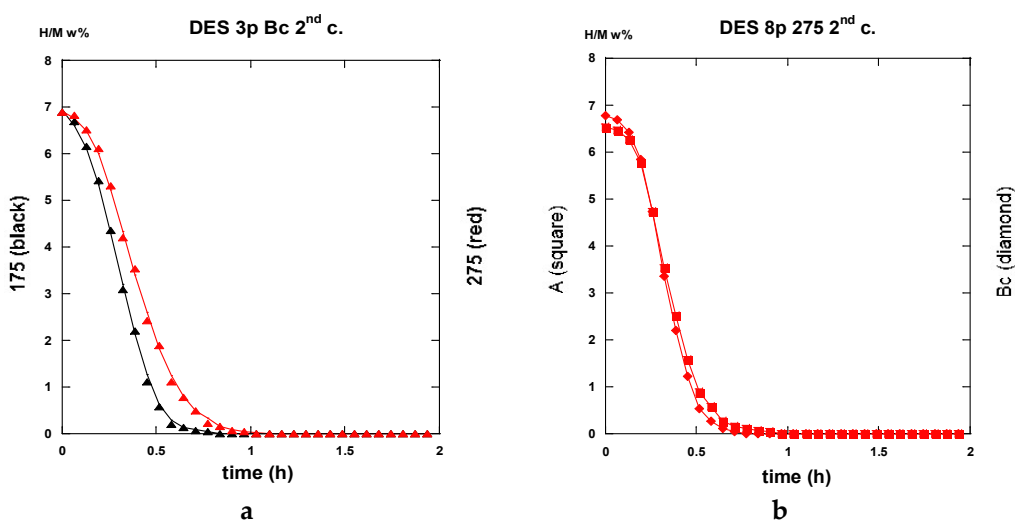 DES 3p Bc 2nd c.
H/M w%
8
7
6
5
4
3
2
1
0
0 0.5 1 1.5 2
175 (black)
275 (red)
time (h)
a
DES 8p 275 2nd c.
H/M w%
8
7
6
5
4
3
2
1
0
0 0.5 1 1.5 2
A (square)
Bc (diamond)
time (h)
b